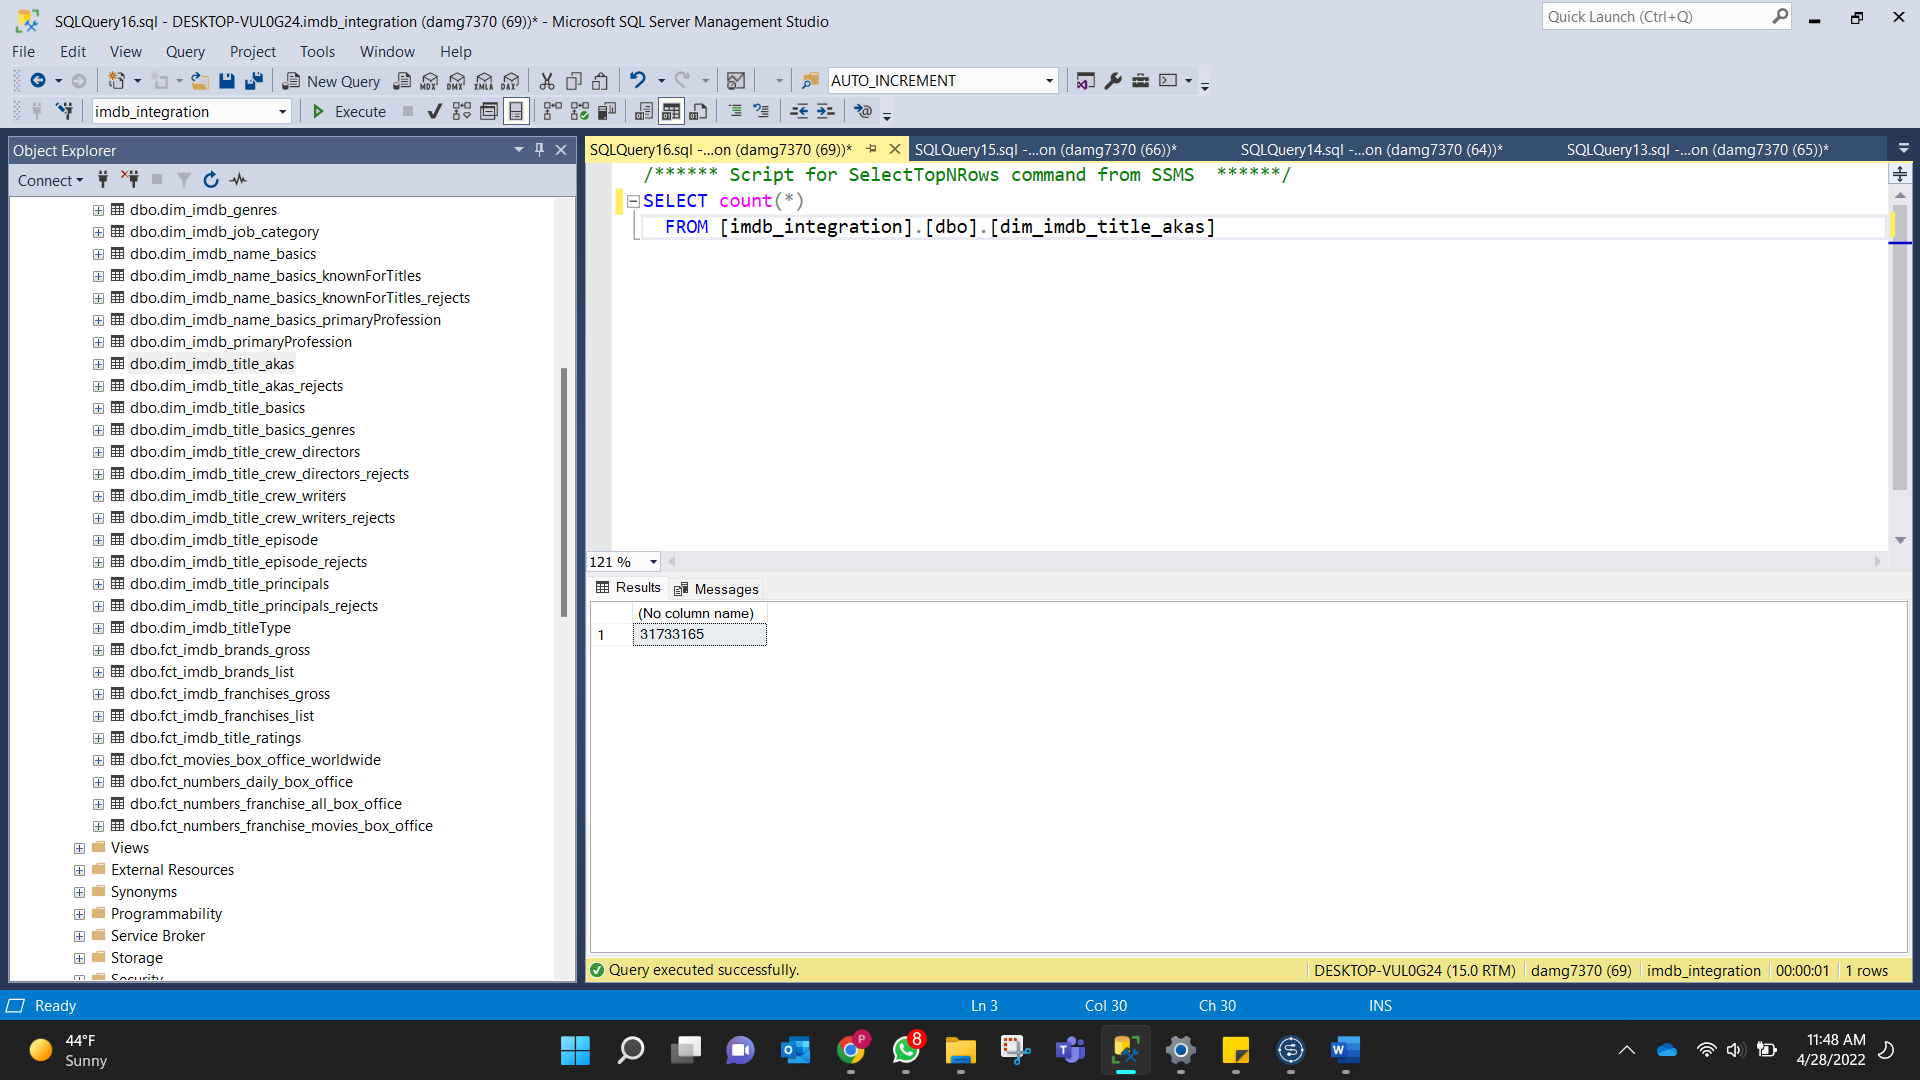 SQLQuery16.sql - DESKTOP-VUL0G24.imdb_integration (damg7370 (69))* - Microsoft SQL Server Management Studio
Quick Launch (Ctrl+Q)
File Edit View Query Project Tools Window Help
New Query
MDX DMX XMLA DAX
AUTO_INCREMENT
imdb_integration
Execute
Object Explorer
Connect
dbo.dim_imdb_genres
dbo.dim_imdb_job_category
dbo.dim_imdb_name_basics
dbo.dim_imdb_name_basics_knownForTitles
dbo.dim_imdb_name_basics_knownForTitles_rejects
dbo.dim_imdb_name_basics_primaryProfession
dbo.dim_imdb_primaryProfession
dbo.dim_imdb_title_akas
dbo.dim_imdb_title_akas_rejects
dbo.dim_imdb_title_basics
dbo.dim_imdb_title_basics_genres
dbo.dim_imdb_title_crew_directors
dbo.dim_imdb_title_crew_directors_rejects
dbo.dim_imdb_title_crew_writers
dbo.dim_imdb_title_crew_writers_rejects
dbo.dim_imdb_title_episode
dbo.dim_imdb_title_episode_rejects
dbo.dim_imdb_title_principals
dbo.dim_imdb_title_principals_rejects
dbo.dim_imdb_titleType
dbo.fct_imdb_brands_gross
dbo.fct_imdb_brands_list
dbo.fct_imdb_franchises_gross
dbo.fct_imdb_franchises_list
dbo.fct_imdb_title_ratings
dbo.fct_movies_box_office_worldwide
dbo.fct_numbers_daily_box_office
dbo.fct_numbers_franchise_all_box_office
dbo.fct_numbers_franchise_movies_box_office
Views
External Resources
Synonyms
Programmability
Service Broker
Storage
Security
SQLQuery16.sql -...on (damg7370 (69))*
SQLQuery15.sql -...on (damg7370 (66))*
SQLQuery14.sql -...on (damg7370 (64))*
SQLQuery13.sql -...on (damg7370 (65))*
/****** Script for SelectTopNRows command from SSMS ******/
SELECT count(*)
FROM [imdb_integration].[dbo].[dim_imdb_title_akas]
121 %
Results Messages
(No column name)
1 31733165
Query executed successfully.
DESKTOP-VUL0G24 (15.0 RTM) damg7370 (69) imdb_integration 00:00:01 1 rows
Ready Ln 3 Col 30 Ch 30 INS
44°F
Sunny
P
8
11:48 AM
4/28/2022